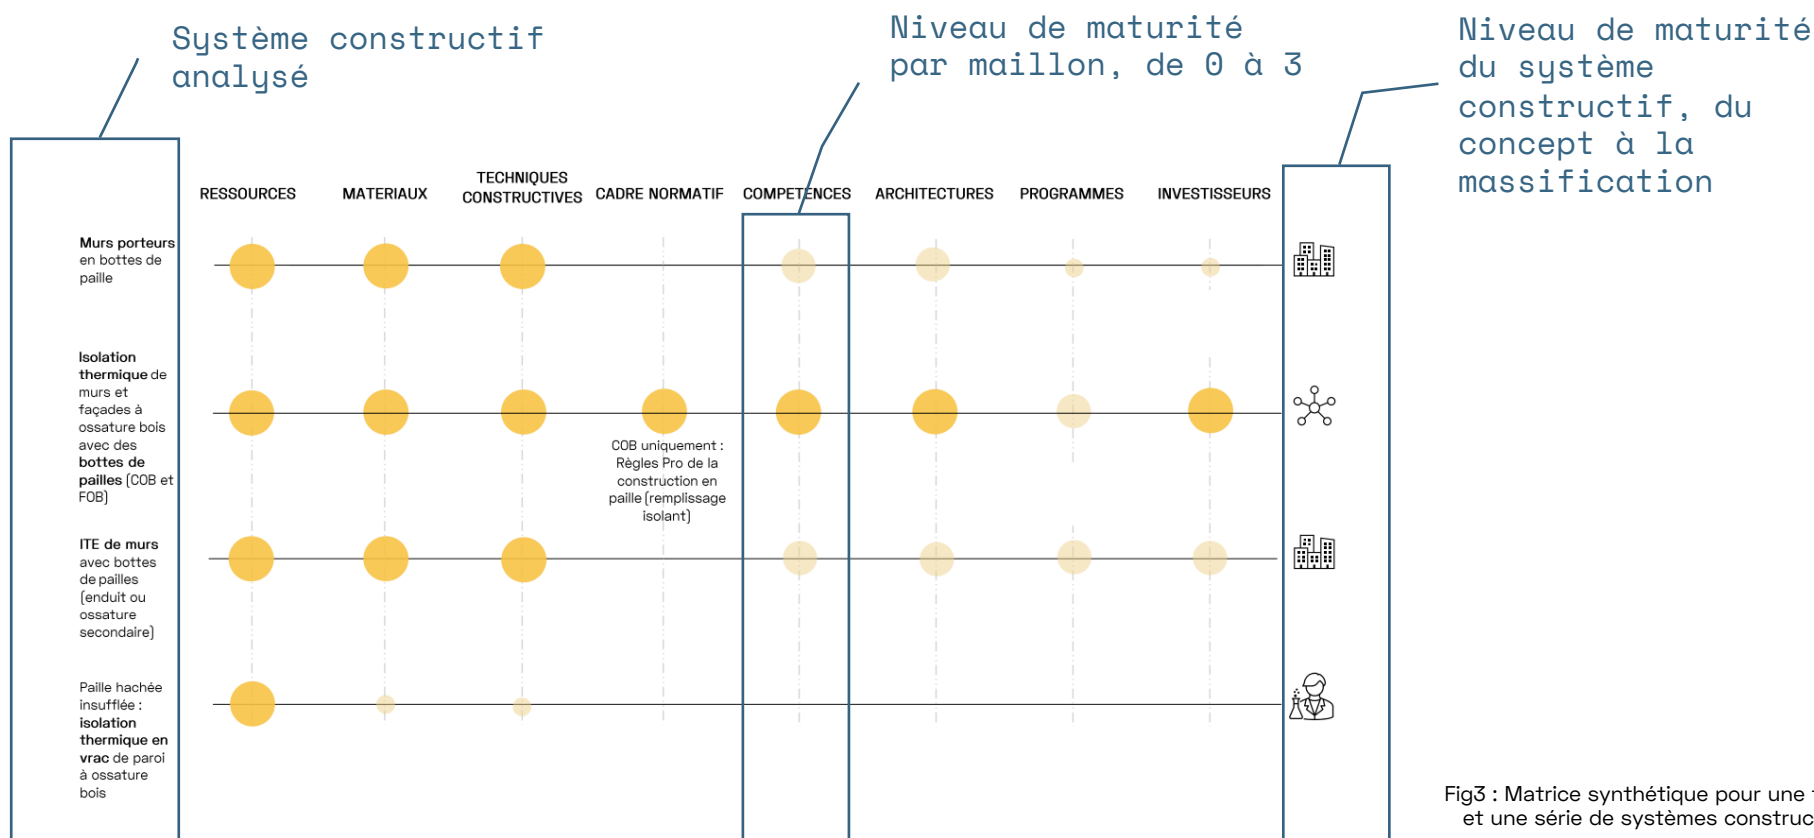 Système constructif
analysé
Niveau de maturité
par maillon, de 0 à 3
Niveau de maturité
du système
constructif, du
concept à la
massification
RESSOURCES
MATERIAUX
TECHNIQUES
CONSTRUCTIVES
CADRE NORMATIF
COMPETENCES
ARCHITECTURES
PROGRAMMES
INVESTISSEURS
Murs porteurs
en bottes de
paille
Isolation
thermique de
murs et
façades à
ossature bois
avec des
bottes de
pailles (COB et
FOB)
COB uniquement :
Règles Pro de la
construction en
paille (remplissage
isolant)
ITE de murs
avec bottes
de pailles
(enduit ou
ossature
secondaire)
Paille hachée
insufflée :
isolation
thermique en
vrac de paroi
à ossature
bois
Fig3 : Matrice synthétique pour une
et une série de systèmes